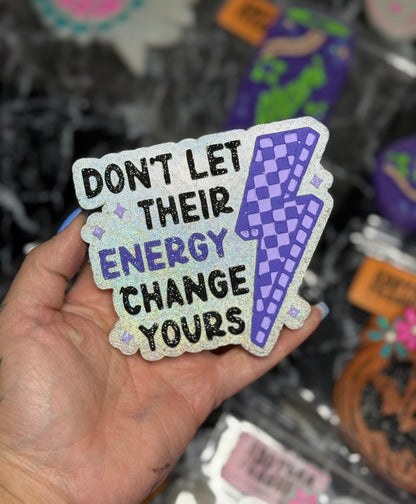 DON'T LET
THEIR
ENERGY
CHANGE
YOURS